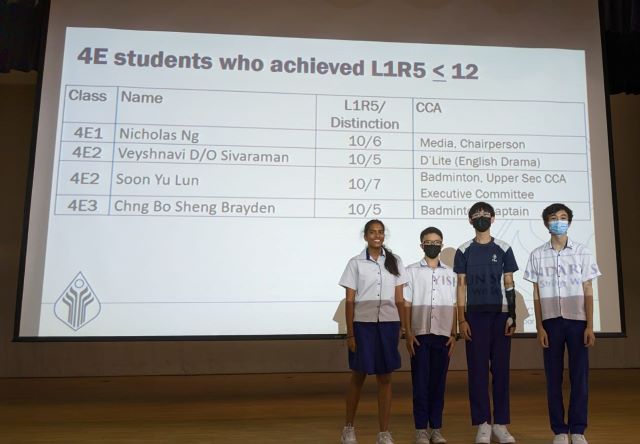 4E students who achieved L1R5 ≤ 12
Class Name L1R5/ CCA
Distinction
4E1 Nicholas Ng 10/6 Media, Chairperson
4E2 Veyshnavi D/O Sivaraman 10/5 D'Lite (English Drama)
4E2 Soon Yu Lun 10/7 Badminton, Upper Sec CCA
Executive Committee
4E3 Chng Bo Sheng Brayden 10/5 Badminton, Captain
YISHUN S NDARY S